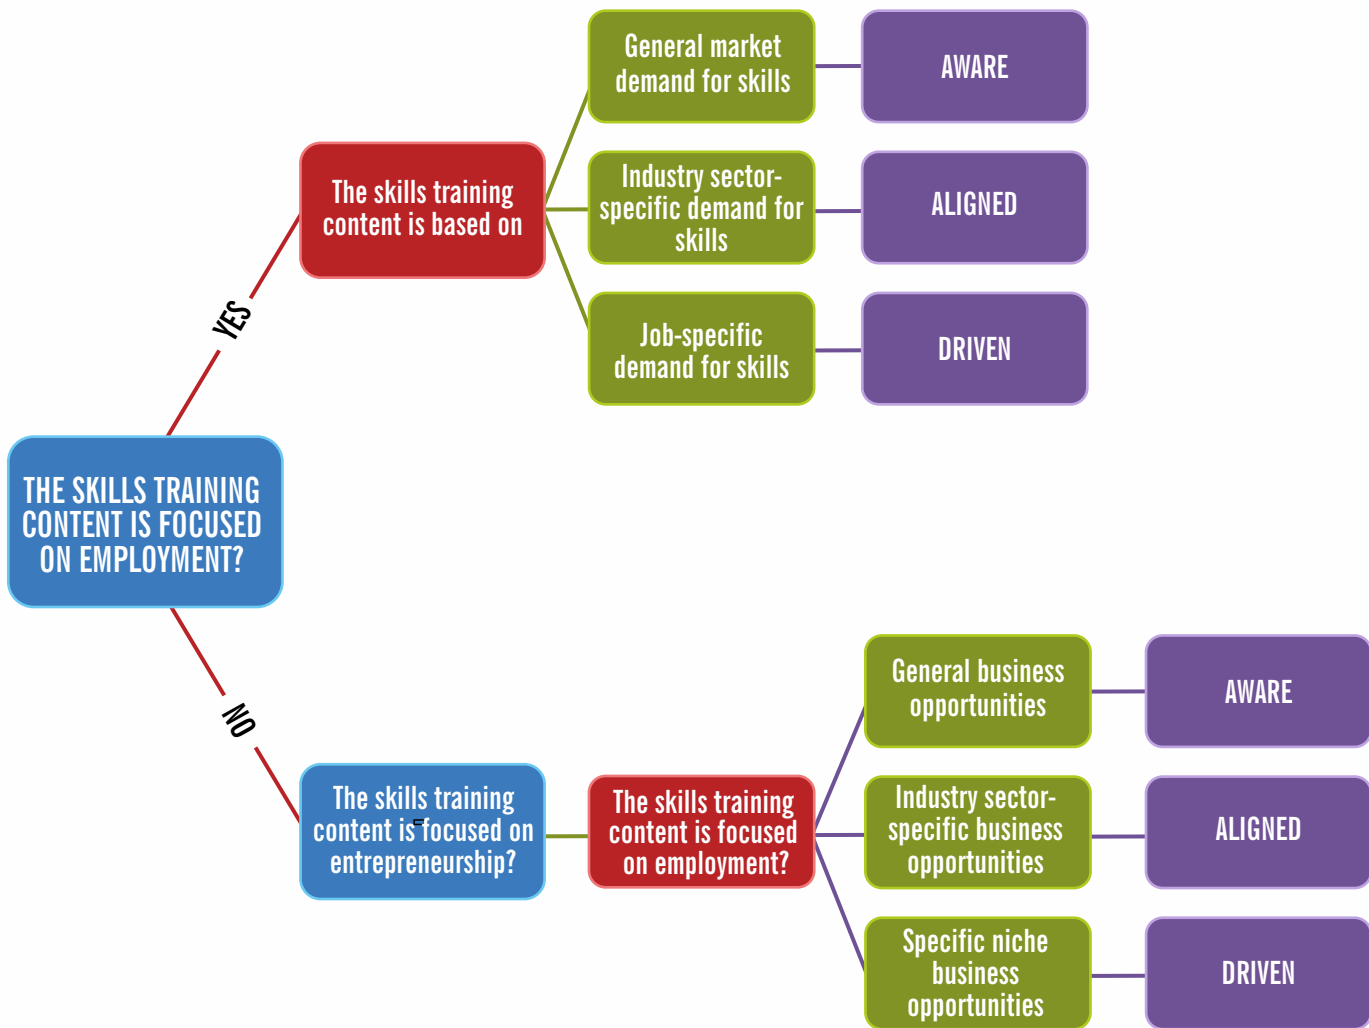 General market
demand for skills
AWARE
The skills training
content is based on
Industry sector-
specific demand for
skills
ALIGNED
Job-specific
demand for skills
DRIVEN
YES
THE SKILLS TRAINING
CONTENT IS FOCUSED
ON EMPLOYMENT?
NO
The skills training
content is focused on
entrepreneurship?
The skills training
content is focused
on employment?
General business
opportunities
AWARE
Industry sector-
specific business
opportunities
ALIGNED
Specific niche
business
opportunities
DRIVEN